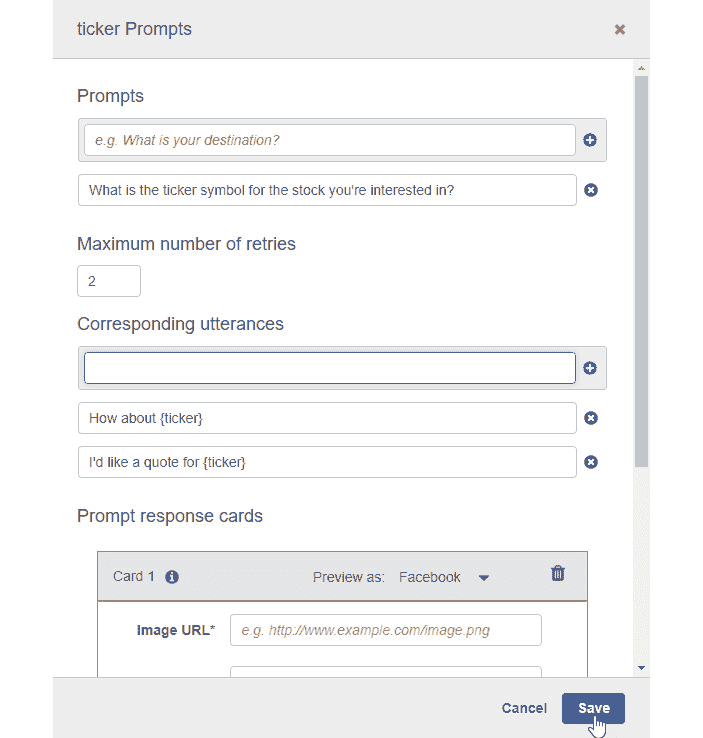 ticker Prompts
Prompts
e.g. What is your destination?
What is the ticker symbol for the stock you're interested in?
Maximum number of retries
2
Corresponding utterances
How about {ticker}
I'd like a quote for {ticker}
Prompt response cards
Card 1 Preview as: Facebook
Image URL* e.g. http://www.example.com/image.png
Cancel Save